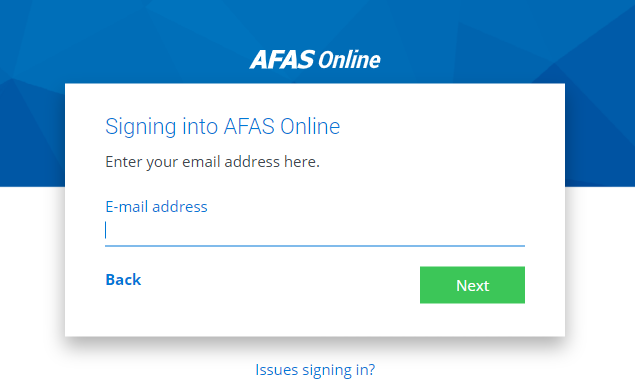 AFAS Online
Signing into AFAS Online
Enter your email address here.
E-mail address
Back
Next
Issues signing in?